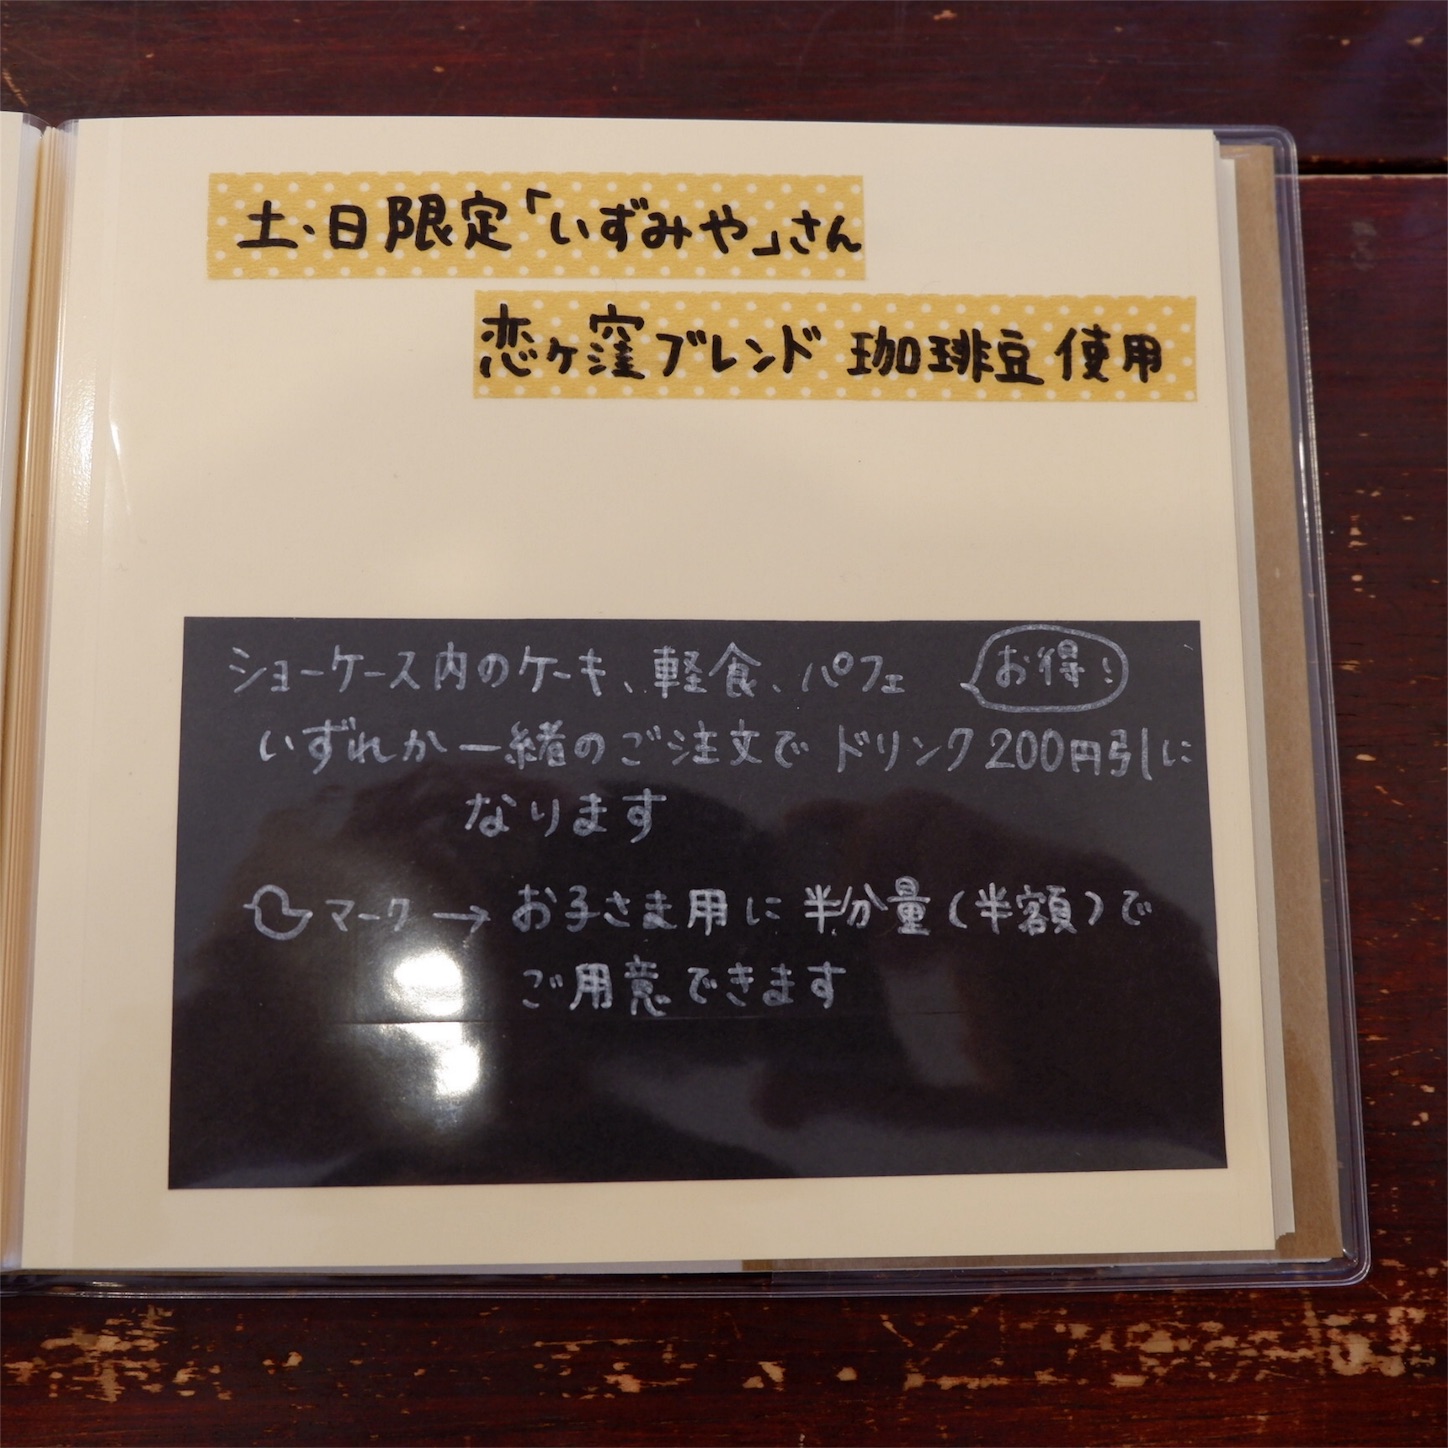 土、日限定「いずみや」さん
恋ヶ窪ブレンド 珈琲豆使用
ショーケース内のケーキ、軽食、パフェ お得!
いずれか一緒のご注文でドリンク200円引に
なります
マーク→お子さま用に半分量(半額)で
ご用意できます